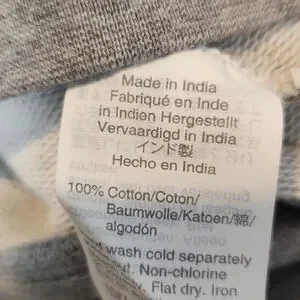 Made in India
Fabriqué en Inde
in Indien Hergestellt
Vervaardigd in India
インド製
Hecho en India
100% Cotton/Coton/
Baumwolle/Katoen/綿/
algodón
wash cold separately
Non-chlorine
Flat dry. Iron